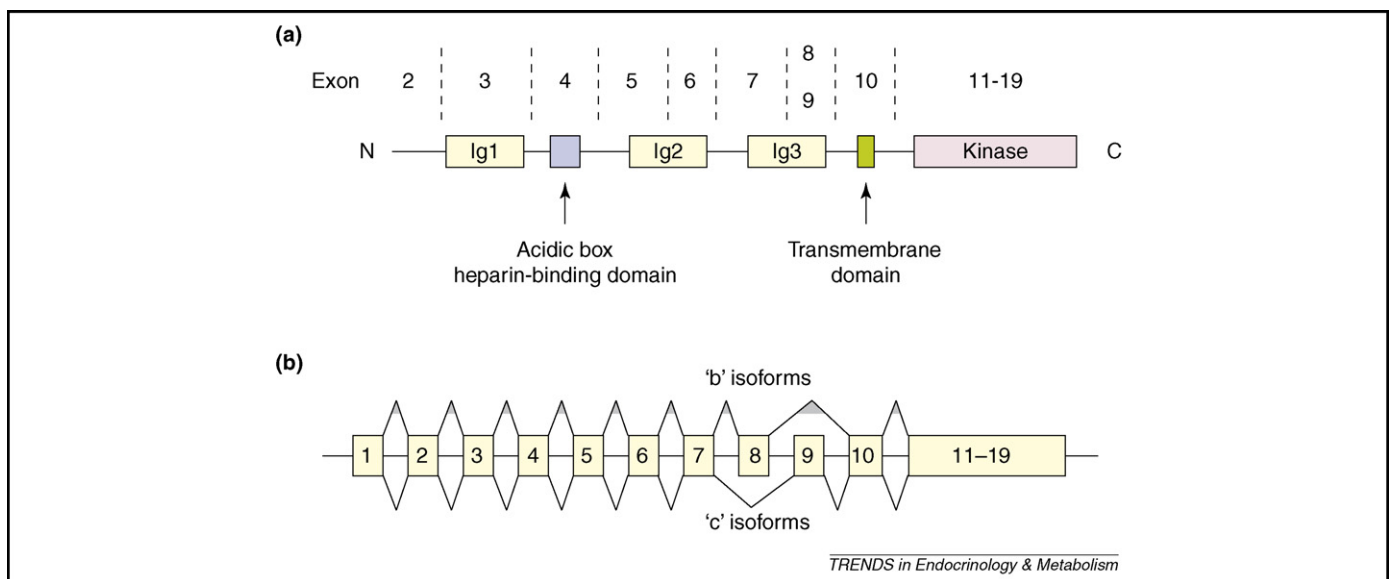 (a)
Exon 2 3 4 5 6 7 8 9 10 11-19
N Ig1 Ig2 Ig3 Kinase C
Acidic box
heparin-binding domain
Transmembrane
domain
(b)
‘b’ isoforms
1 2 3 4 5 6 7 8 9 10 11–19
‘c’ isoforms
TRENDS in Endocrinology & Metabolism